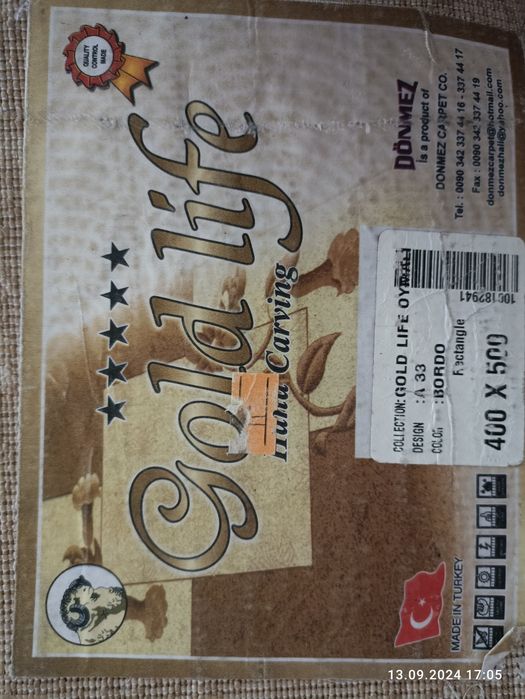 QUALITY
CONTROL
MADE
Gold life
Hand Carving
DÖNMEZ
is a product of
DONMEZ CARPET CO.
Tel. : 0090 342 337 44 16 - 337 44 17
Fax : 0090 342 337 44 19
donmezcarpet@hotmail.com
donmezhali@yahoo.com
COLLECTION: GOLD LIFE OYMALI
DESIGN : A 33
COLOR : BORDO
Rectangle
400 X 500
MADE IN TURKEY
13.09.2024 17:05